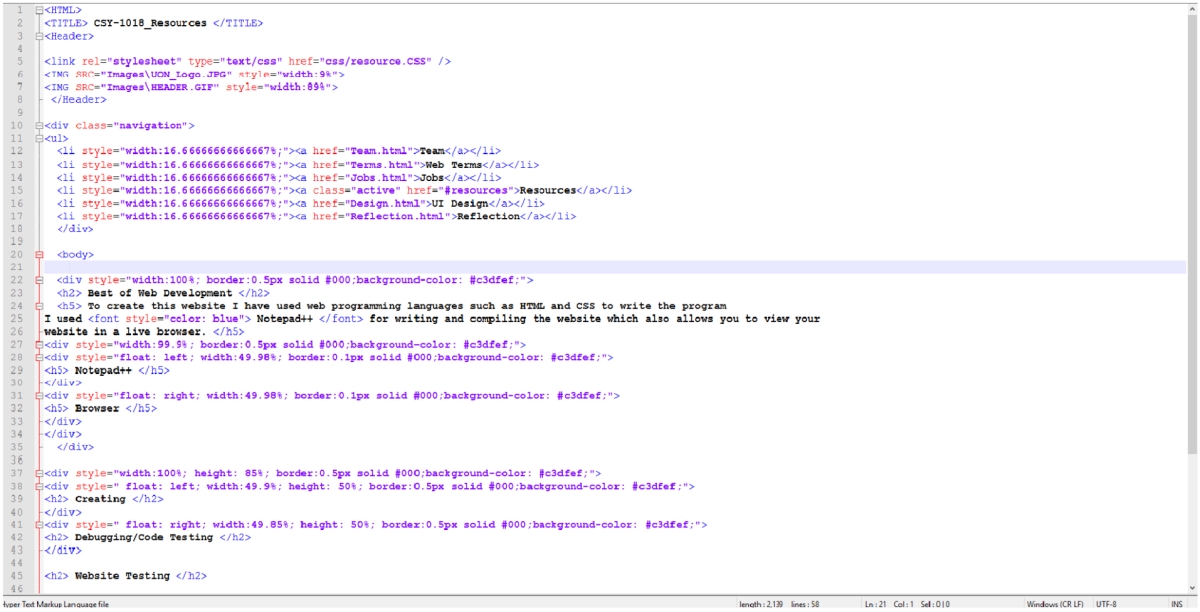 1 <HTML>
2 <TITLE> CSY-1018_Resources </TITLE>
3 <Header>
4
5 <link rel="stylesheet" type="text/css" href="css/resource.CSS" />
6 <IMG SRC="Images\UON_Logo.JPG" style="width:9%">
7 <IMG SRC="Images\HEADER.GIF" style="width:89%">
8 </Header>
9
10 <div class="navigation">
11 <ul>
12 <li style="width:16.66666666666667%;"><a href="Team.html">Team</a></li>
13 <li style="width:16.66666666666667%;"><a href="Terms.html">Web Terms</a></li>
14 <li style="width:16.66666666666667%;"><a href="Jobs.html">Jobs</a></li>
15 <li style="width:16.66666666666667%;"><a class="active" href="#resources">Resources</a></li>
16 <li style="width:16.66666666666667%;"><a href="Design.html">UI Design</a></li>
17 <li style="width:16.66666666666667%;"><a href="Reflection.html">Reflection</a></li>
18 </div>
19
20 <body>
21
22 <div style="width:100%; border:0.5px solid #000;background-color: #c3dfef;">
23 <h2> Best of Web Development </h2>
24 <h5> To create this website I have used web programming languages such as HTML and CSS to write the program
25 I used <font style="color: blue"> Notepad++ </font> for writing and compiling the website which also allows you to view your
26 website in a live browser. </h5>
27 <div style="width:99.9%; border:0.5px solid #000;background-color: #c3dfef;">
28 <div style="float: left; width:49.98%; border:0.1px solid #000;background-color: #c3dfef;">
29 <h5> Notepad++ </h5>
30 </div>
31 <div style="float: right; width:49.98%; border:0.1px solid #000;background-color: #c3dfef;">
32 <h5> Browser </h5>
33 </div>
34 </div>
35 </div>
36
37 <div style="width:100%; height: 85%; border:0.5px solid #000;background-color: #c3dfef;">
38 <div style=" float: left; width:49.9%; height: 50%; border:0.5px solid #000;background-color: #c3dfef;">
39 <h2> Creating </h2>
40 </div>
41 <div style=" float: right; width:49.85%; height: 50%; border:0.5px solid #000;background-color: #c3dfef;">
42 <h2> Debugging/Code Testing </h2>
43 </div>
44
45 <h2> Website Testing </h2>
46
Hyper Text Markup Language file length : 2,139 lines : 58 Ln : 21 Col : 1 Sel : 0 | 0 Windows (CR LF) UTF-8 INS